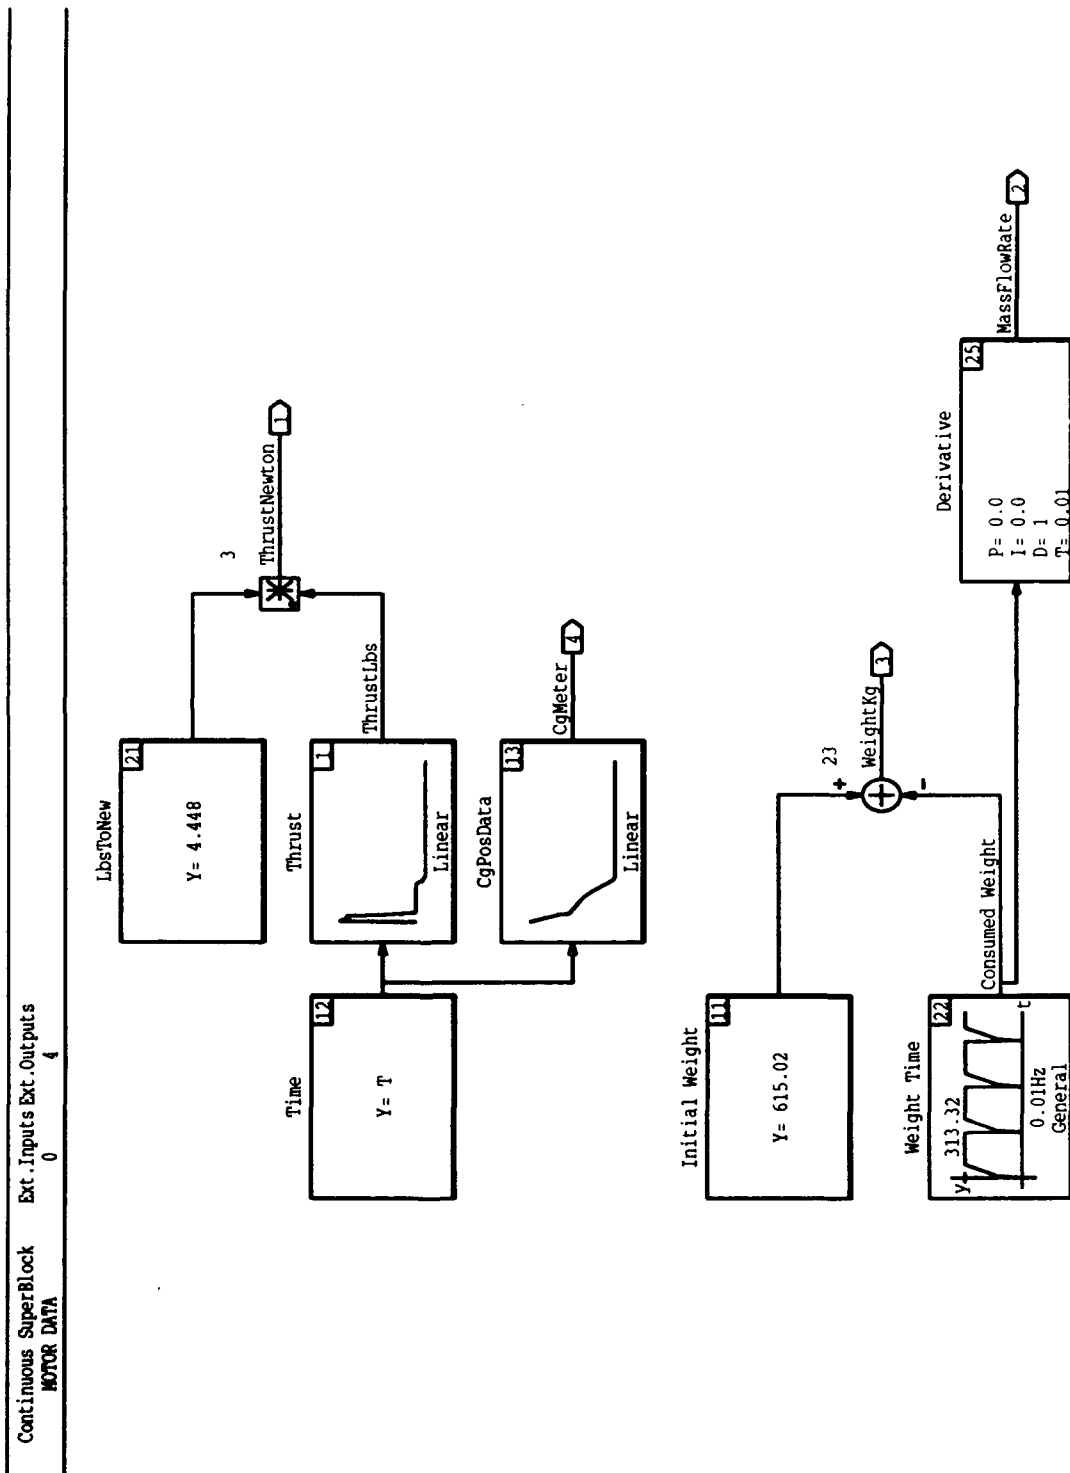 Continuous SuperBlock Ext.Inputs Ext.Outputs
MOTOR DATA 0 4
LbsToNew
21
Y= 4.448
3
ThrustNewton
1
Time
12
Y= T
Thrust
1
Linear
ThrustLbs
CgPosData
13
Linear
CgMeter
4
Initial Weight
11
Y= 615.02
+
23
WeightKg
3
-
Weight Time
22
Y
313.32
t
0.01Hz
General
Consumed Weight
Derivative
25
P= 0.0
I= 0.0
D= 1
T= 0.01
MassFlowRate
2